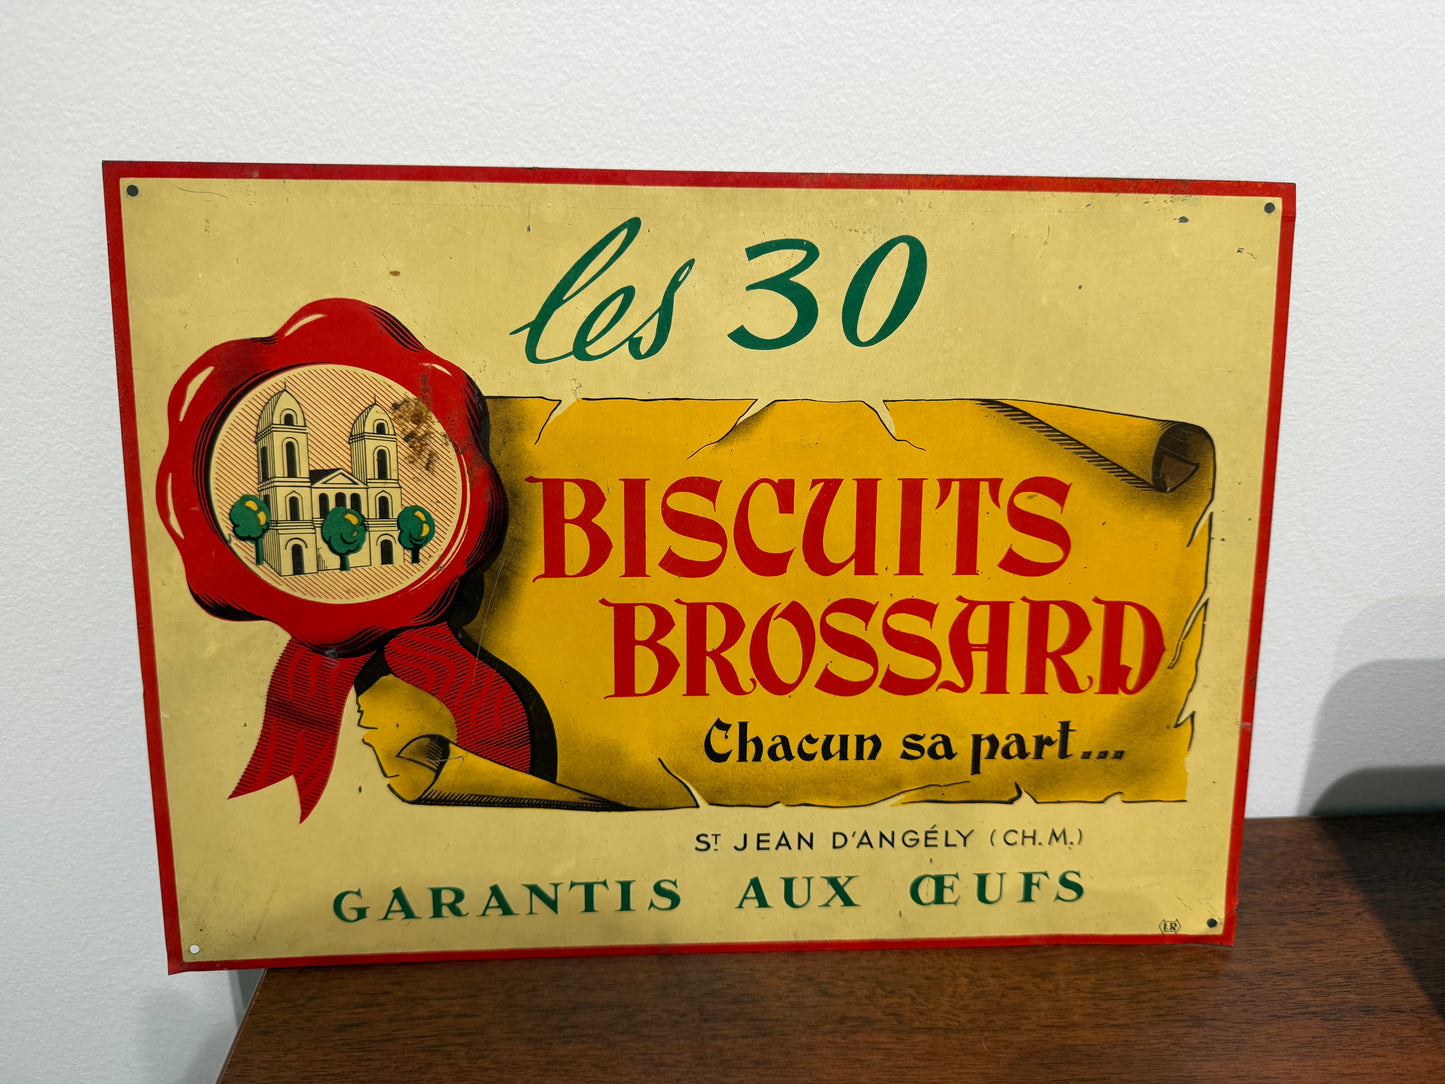 les 30
BISCUITS
BROSSARD
Chacun sa part...
ST JEAN D'ANGÉLY (CH.M.)
GARANTIS AUX ŒUFS